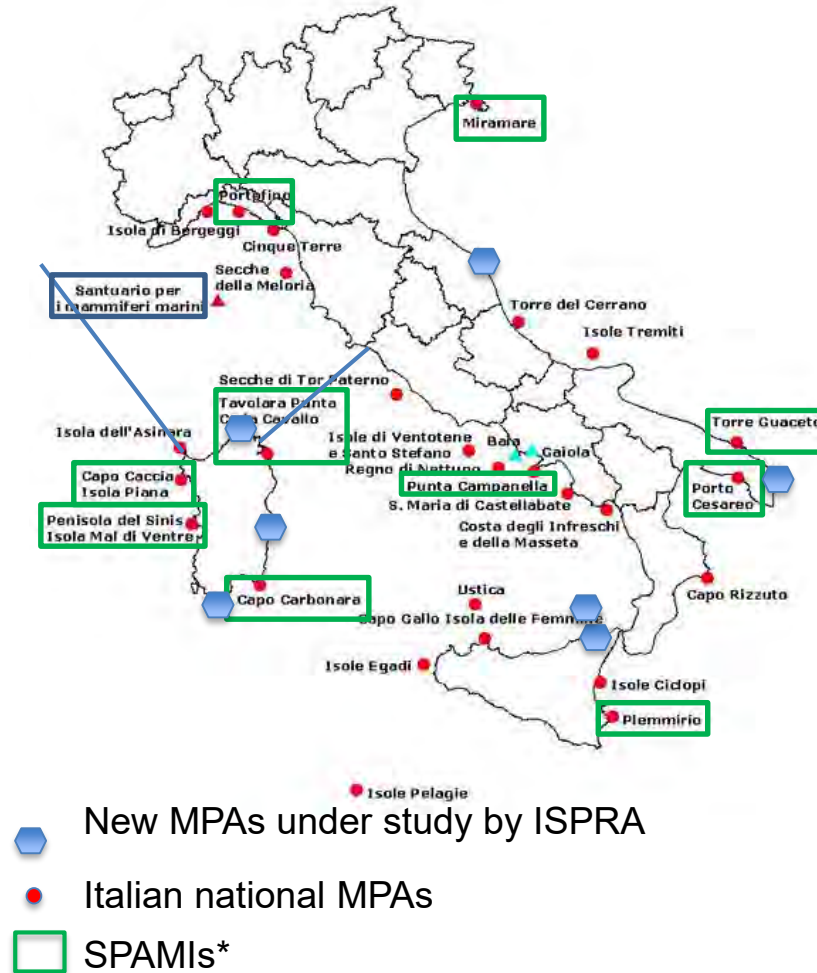 Miramare
Portofino
Isola di Bergeggi
Cinque Terre
Secche
della Meloria
Santuario per
i mammiferi marini
Torre del Cerrano
Isole Tremiti
Secche di Tor Paterno
Tavolara Punta
Coda Cavallo
Isola dell'Asinara
Isole di Ventotene
e Santo Stefano
Baia
Gaiola
Regno di Nettuno
Torre Guaceto
Capo Caccia
Isola Piana
Punta Campanella
Porto
Cesareo
S. Maria di Castellabate
Penisola del Sinis
Isola Mal di Ventre
Costa degli Infreschi
e della Masseta
Capo Carbonara
Ustica
Capo Rizzuto
Capo Gallo Isola delle Femmine
Isole Egadi
Isole Ciclopi
Plemmirio
Isole Pelagie
New MPAs under study by ISPRA
Italian national MPAs
SPAMIs*